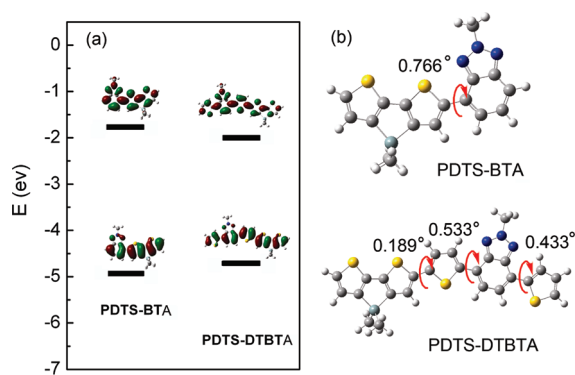 (a)
E (ev)
0
-1
-2
-3
-4
-5
-6
-7
PDTS-BTA
PDTS-DTBTA
(b)
0.766°
PDTS-BTA
0.189°
0.533°
0.433°
PDTS-DTBTA